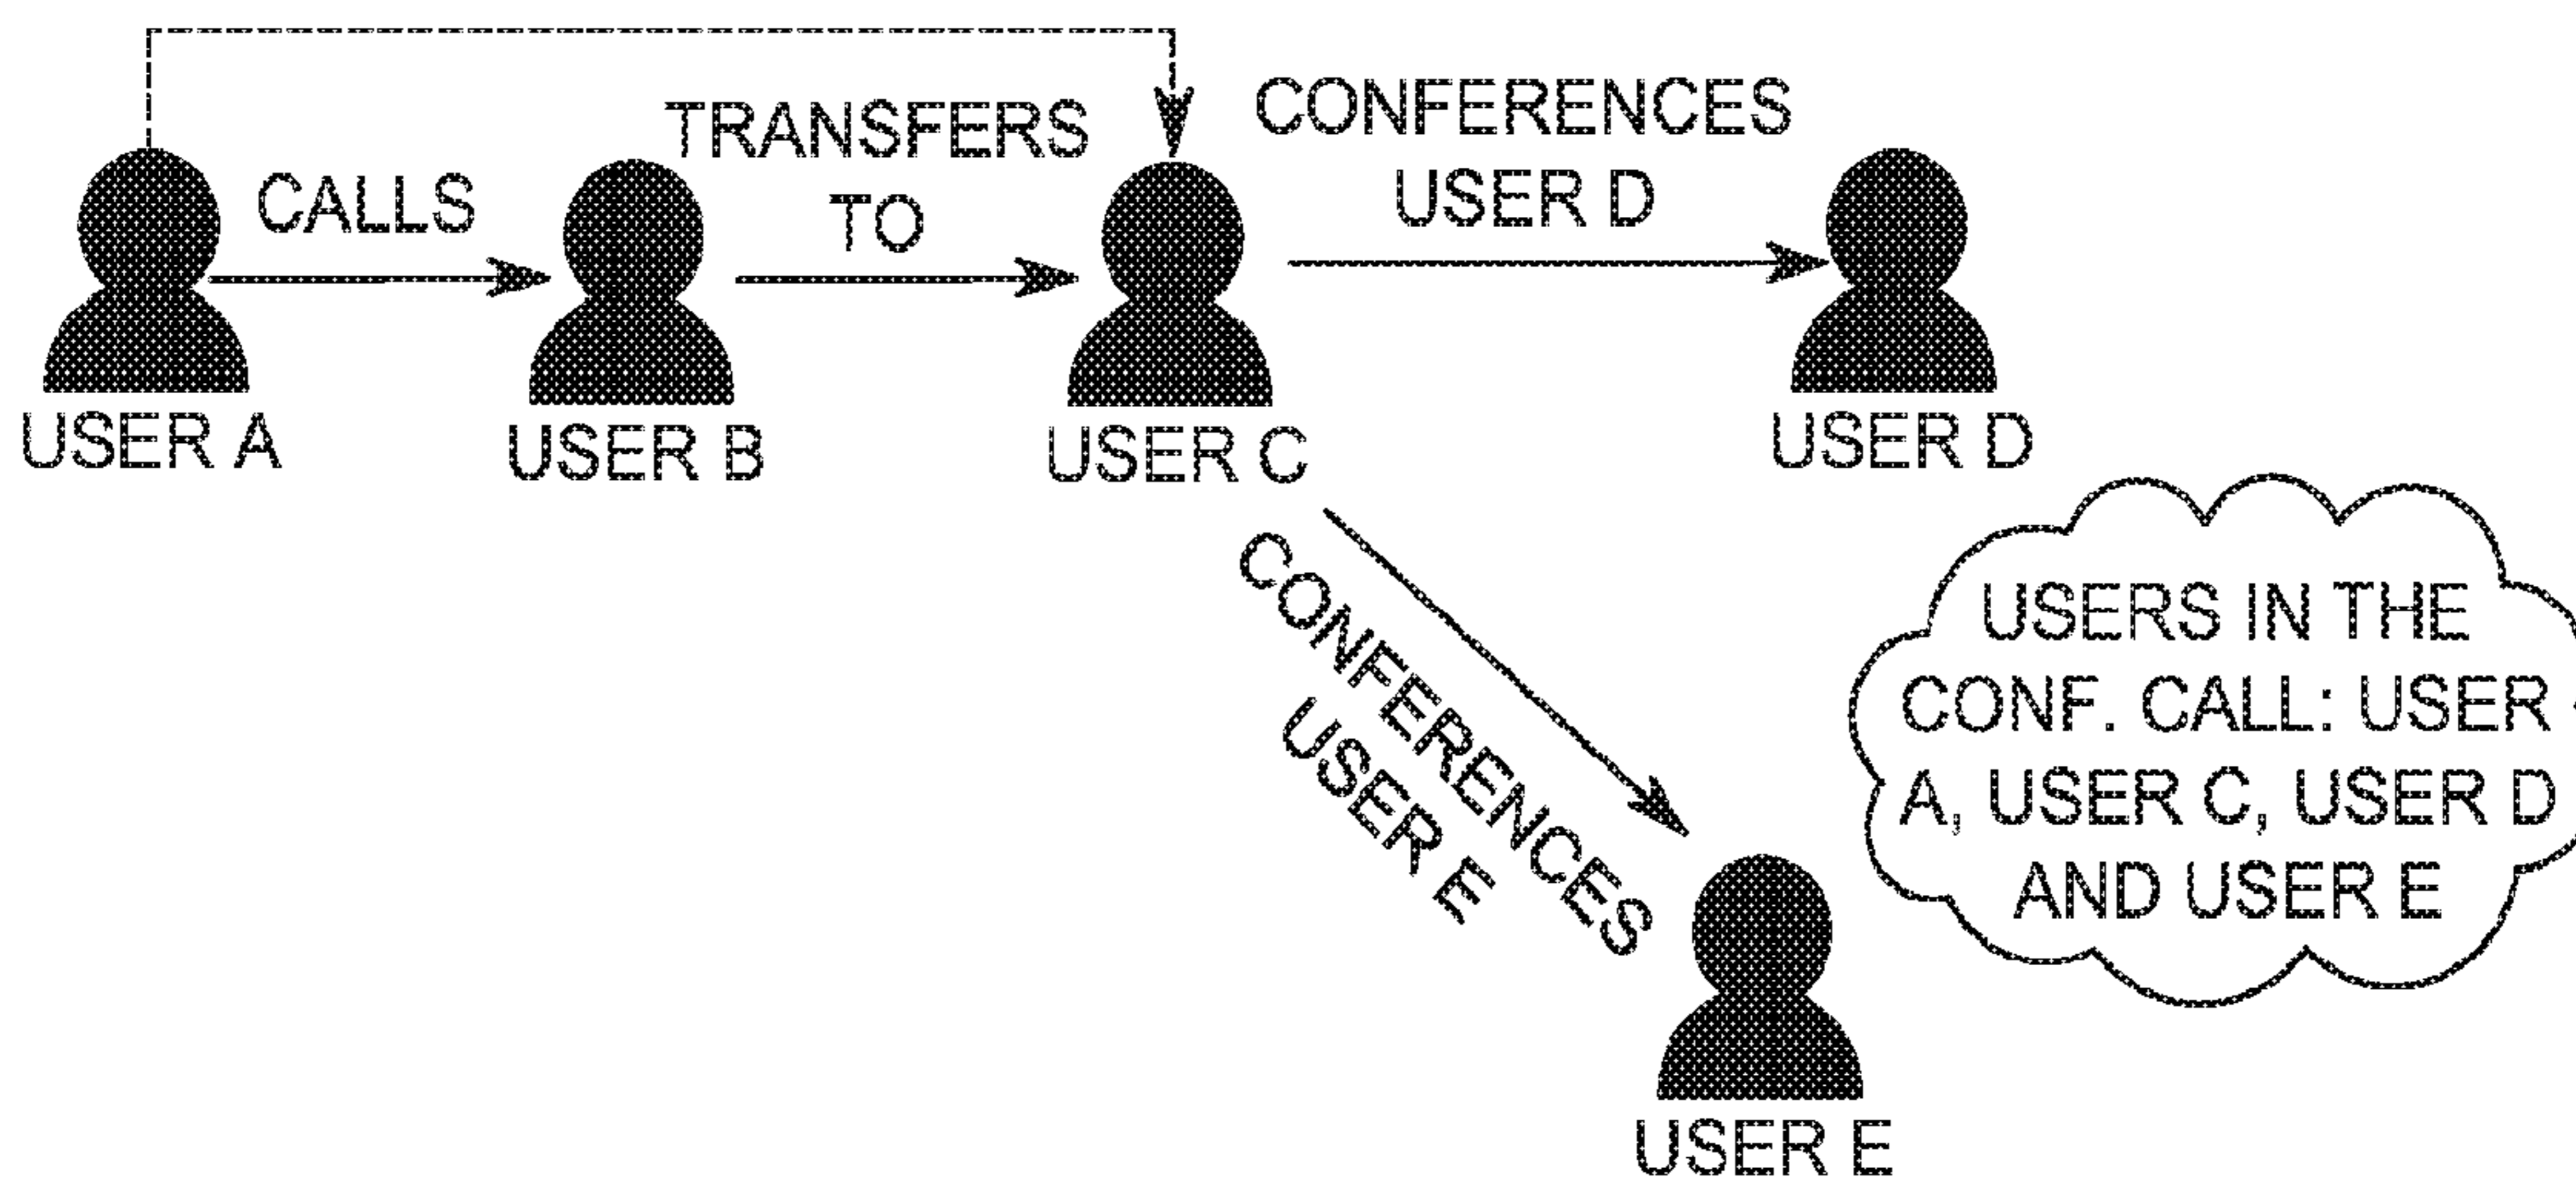 CALLS
TRANSFERS
TO
CONFERENCES
USER D
USER A
USER B
USER C
USER D
CONFERENCES
USER E
USERS IN THE
CONF. CALL: USER
A, USER C, USER D
AND USER E
USER E